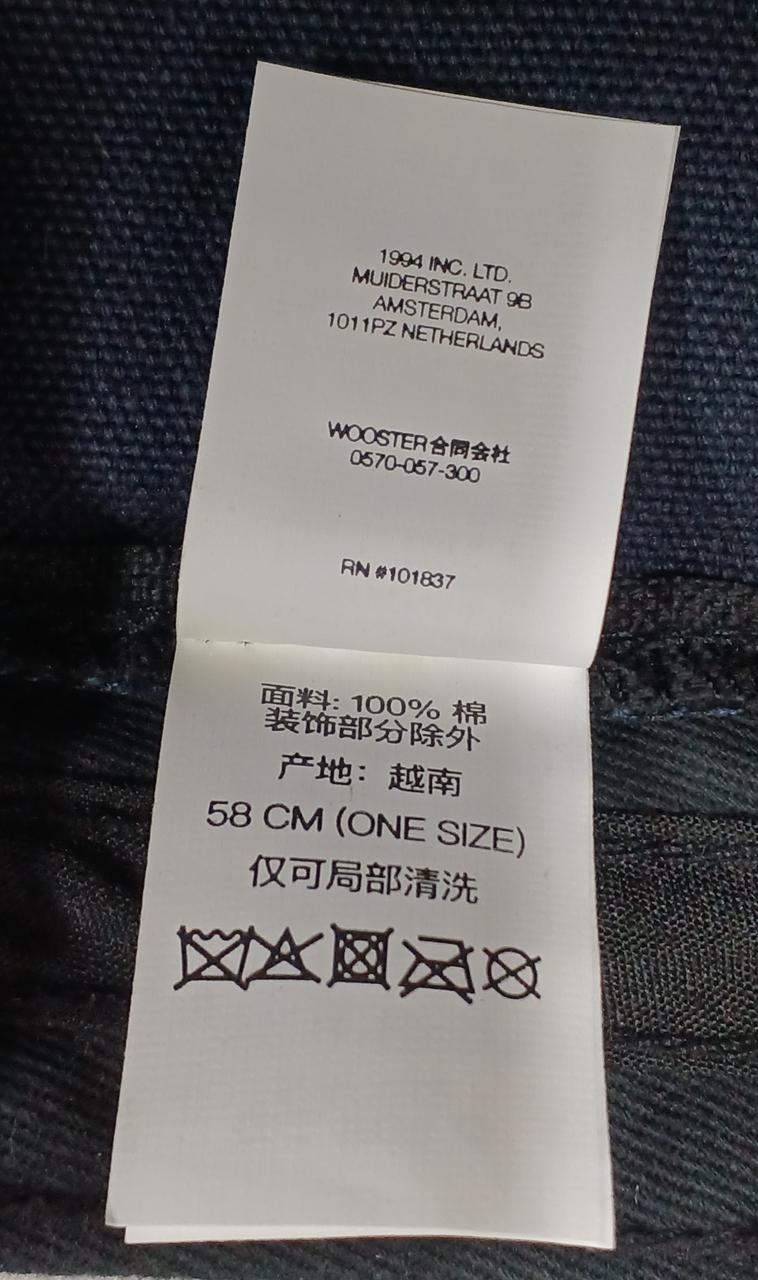 1994 INC. LTD.
MUIDERSTRAAT 9B
AMSTERDAM,
1011PZ NETHERLANDS
WOOSTER合同会社
0570-057-300
RN #101837
面料: 100% 棉
装饰部分除外
产地: 越南
58 CM (ONE SIZE)
仅可局部清洗